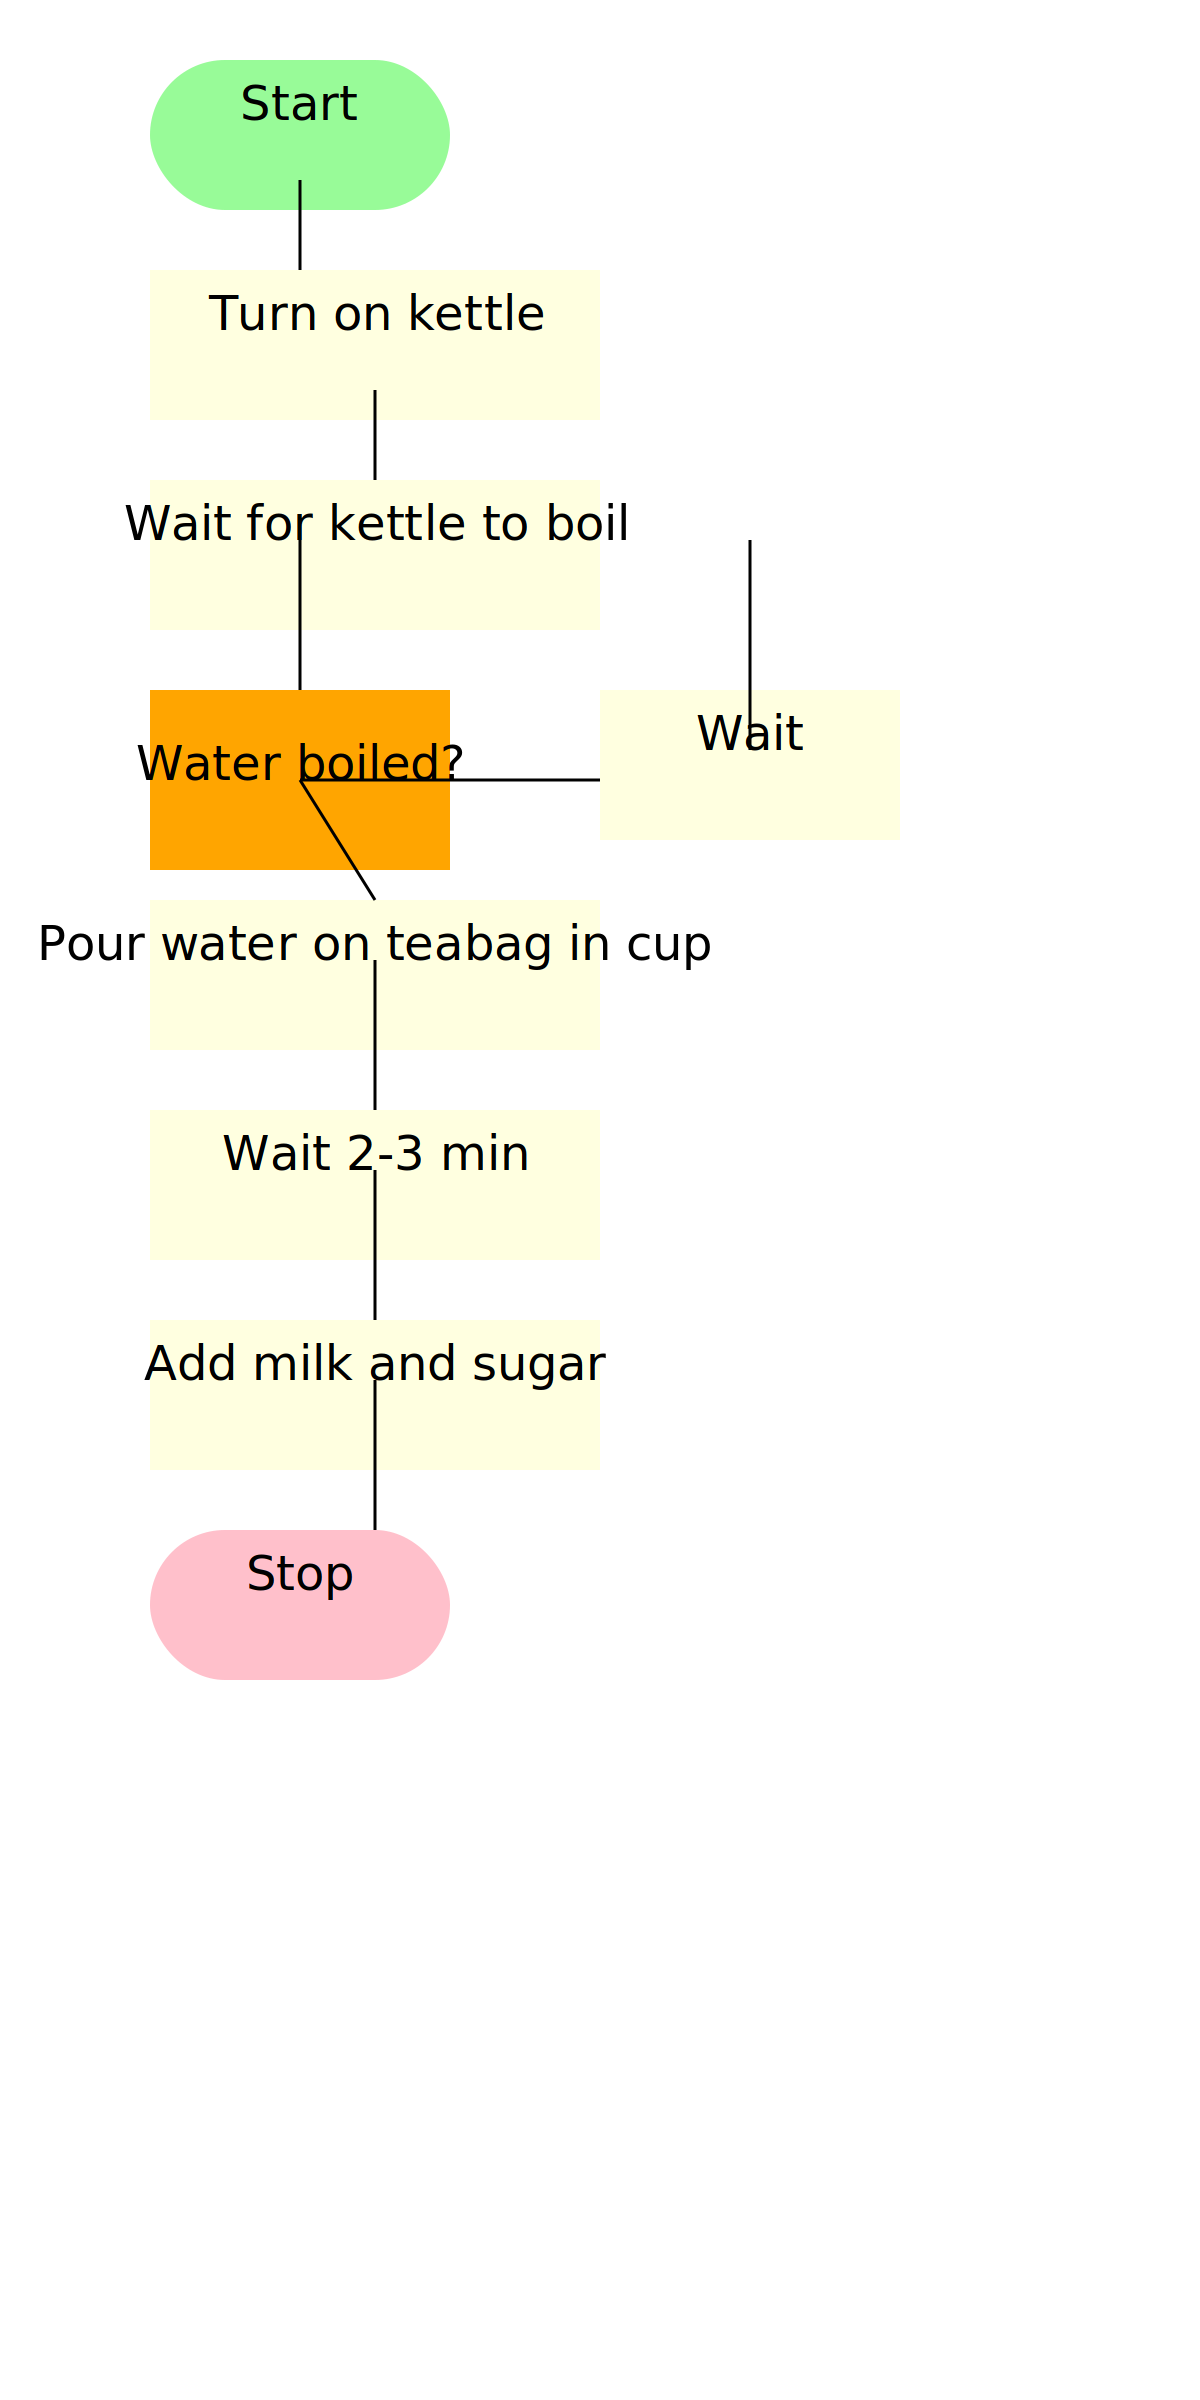 Start
Turn on kettle
Wait for kettle to boil
Water boiled?
Wait
Pour water on teabag in cup
Wait 2-3 min
Add milk and sugar
Stop